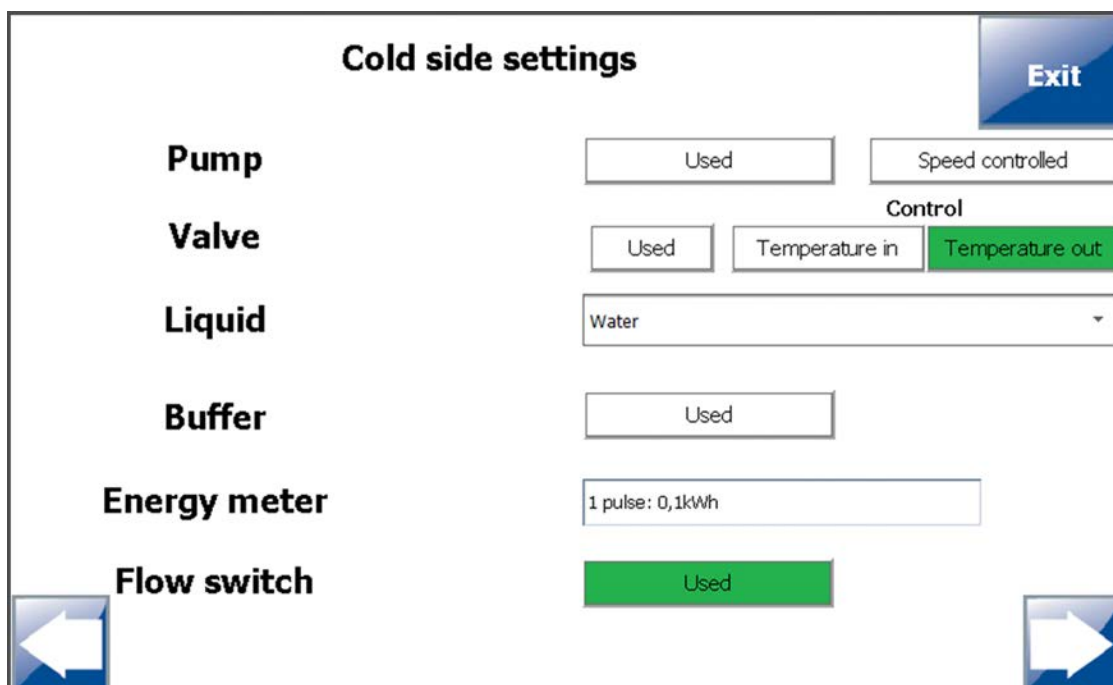 Cold side settings
Exit
Pump Used Speed controlled
Control
Valve Used Temperature in Temperature out
Liquid Water
Buffer Used
Energy meter 1 pulse: 0,1kWh
Flow switch Used